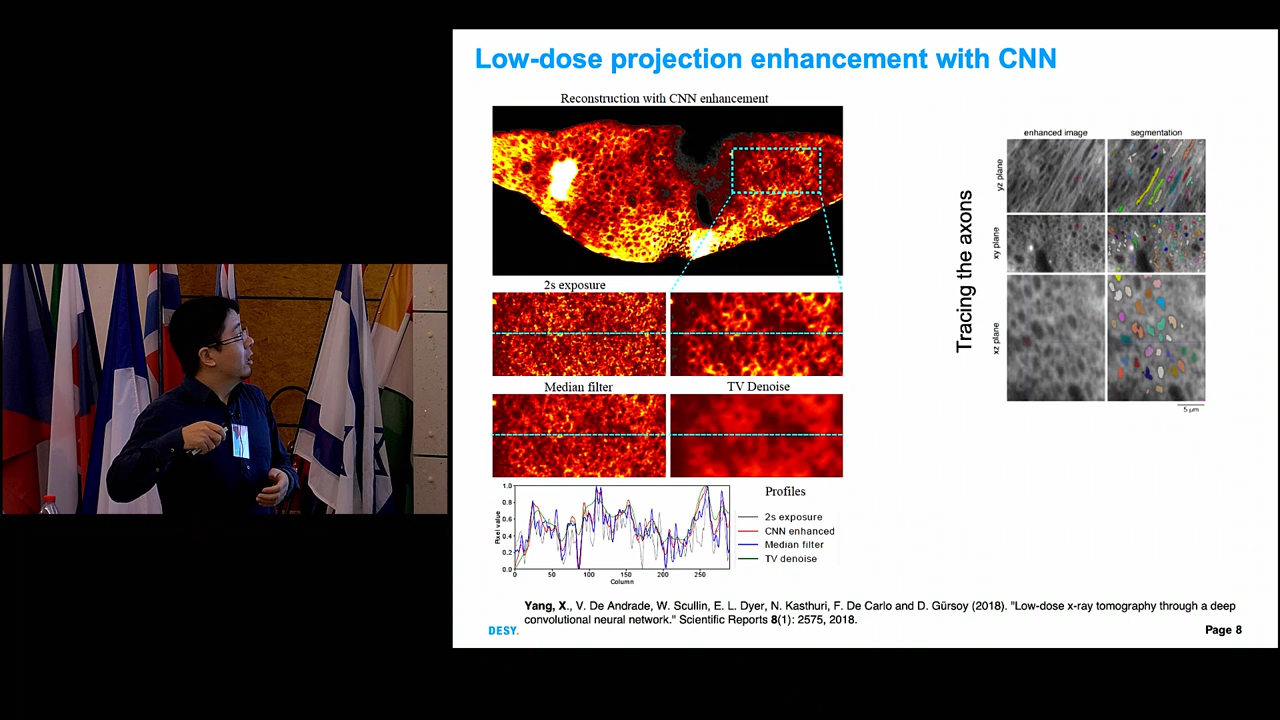 Low-dose projection enhancement with CNN
Reconstruction with CNN enhancement
2s exposure
Median filter
TV Denoise
1.0
0.8
0.6
0.4
0.2
0.0
Pixel value
0
50
100
150
200
250
Column
Profiles
2s exposure
CNN enhanced
Median filter
TV denoise
Tracing the axons
enhanced image
segmentation
yz plane
xy plane
xz plane
5 µm
Yang, X., V. De Andrade, W. Scullin, E. L. Dyer, N. Kasthuri, F. De Carlo and D. Gürsoy (2018). "Low-dose x-ray tomography through a deep
convolutional neural network." Scientific Reports 8(1): 2575, 2018.
DESY.
Page 8